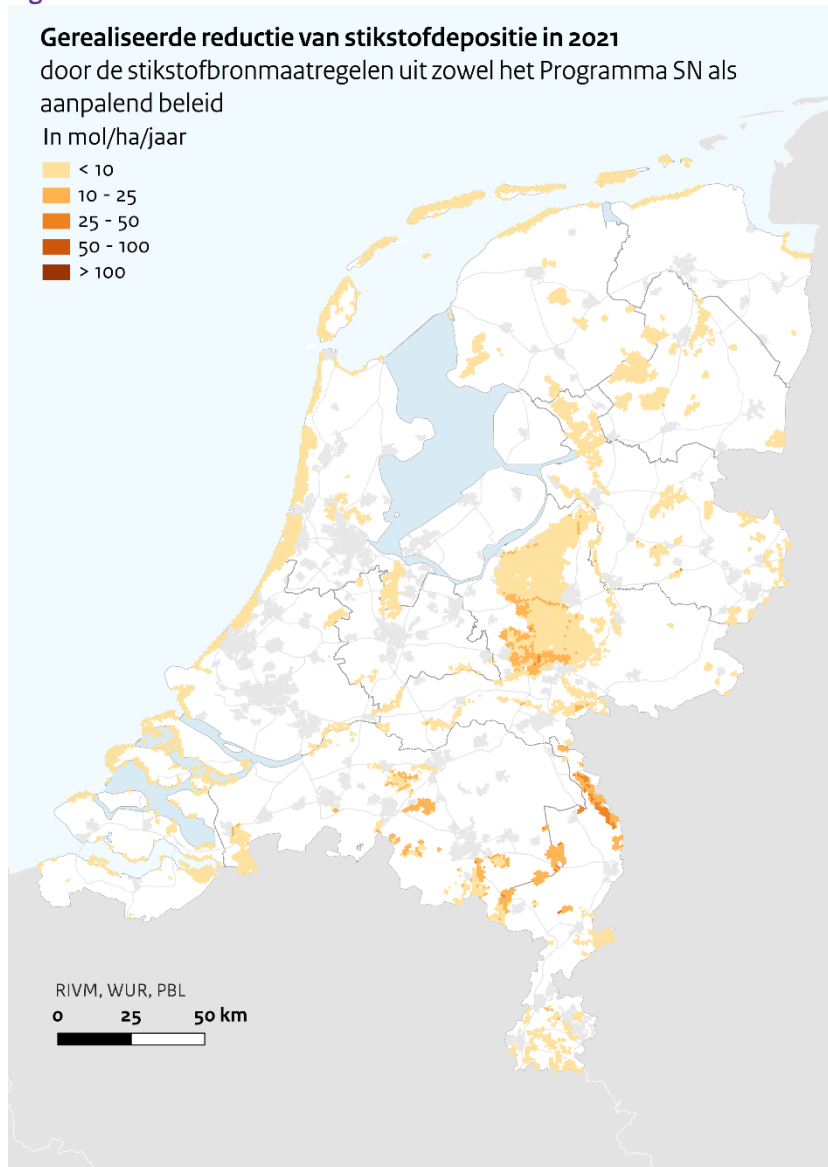 Gerealiseerde reductie van stikstofdepositie in 2021
door de stikstofbronmaatregelen uit zowel het Programma SN als
aanpalend beleid
In mol/ha/jaar
< 10
10 - 25
25 - 50
50 - 100
> 100
RIVM, WUR, PBL
0 25 50 km